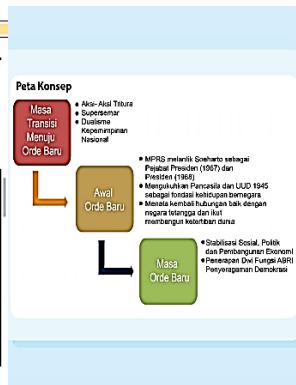 Peta Konsep
Masa
Transisi
Menuju
Orde Baru
• Aksi- Aksi Tritura
• Supersemar
• Dualisme
Kepemimpinan
Nasional
Awal
Orde Baru
• MPRS melantik Soeharto sebagai
Pejabat Presiden (1967) dan
Presiden (1968)
• Mengukuhkan Pancasila dan UUD 1945
sebagai fondasi kehidupan bernegara
• Menata kembali hubungan baik dengan
negara tetangga dan ikut
membangun ketertiban dunia
Masa
Orde Baru
• Stabilisasi Sosial, Politik
dan Pembangunan Ekonomi
• Penerapan Dwi Fungsi ABRI
Penyeragaman Demokrasi